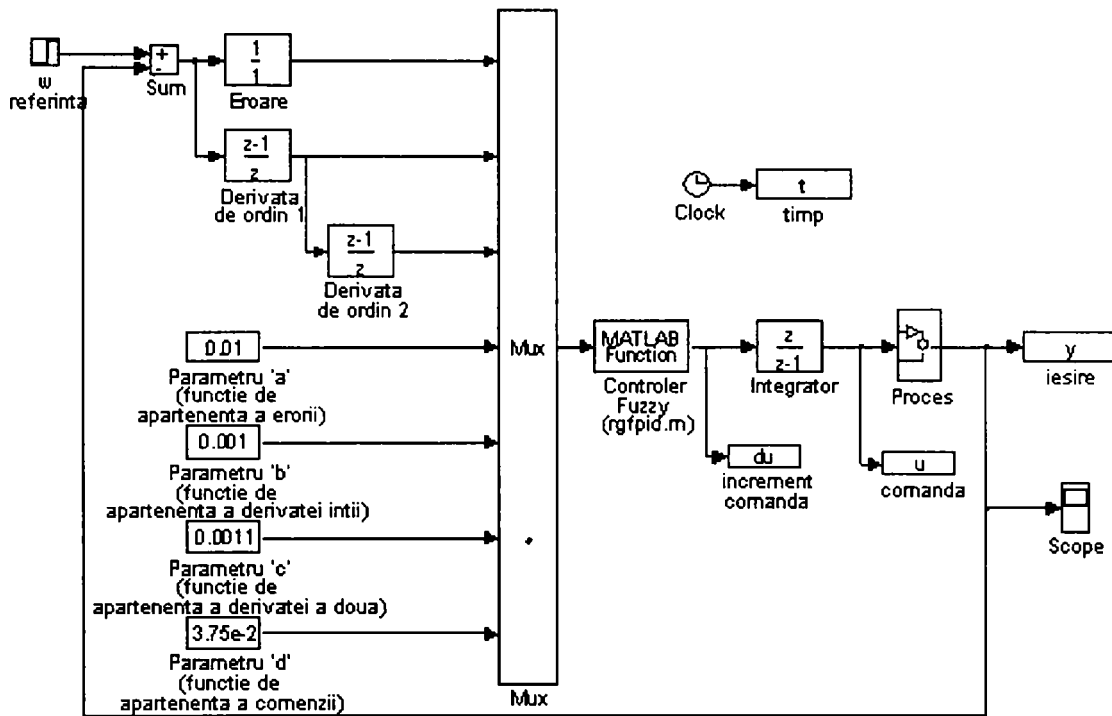 w
referinta
+
-
Sum
1
1
Eroare
z-1
z
Derivata
de ordin 1
z-1
z
Derivata
de ordin 2
0.01
Parametru 'a'
(functie de
apartenenta a erorii)
0.001
Parametru 'b'
(functie de
apartenenta a derivatei intii)
0.0011
Parametru 'c'
(functie de
apartenenta a derivatei a doua)
3.75e-2
Parametru 'd'
(functie de
apartenenta a comenzii)
Mux
Mux
Clock
t
timp
MATLAB
Function
Controler
Fuzzy
(rgfpid.m)
z
z-1
Integrator
Proces
y
iesire
du
increment
comanda
u
comanda
Scope